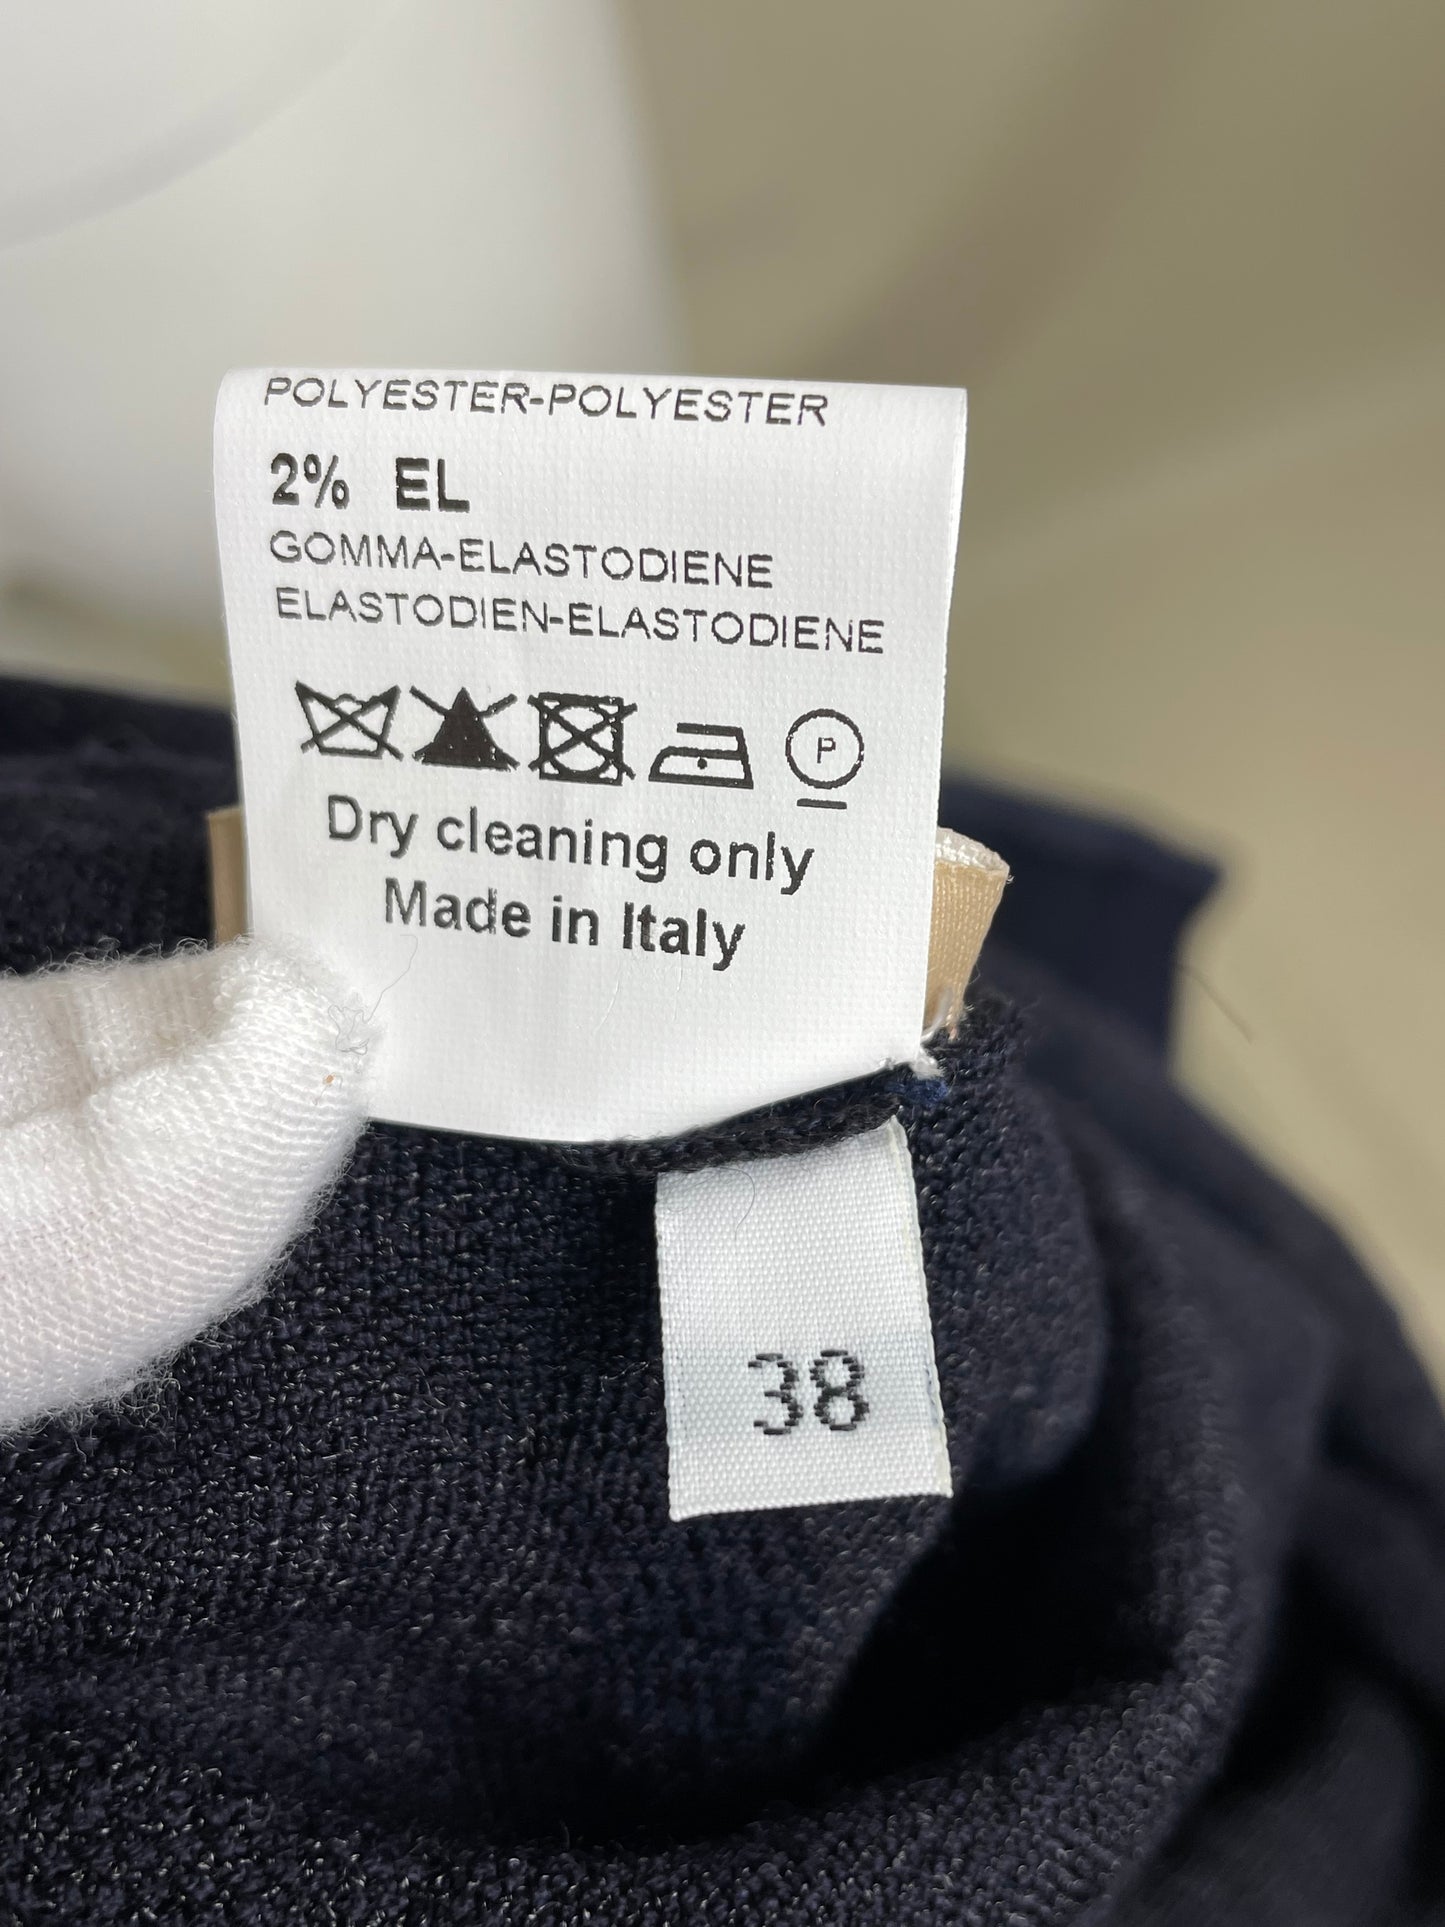 POLYESTER-POLYESTER
2% EL
GOMMA-ELASTODIENE
ELASTODIEN-ELASTODIENE
P
Dry cleaning only
Made in Italy
38